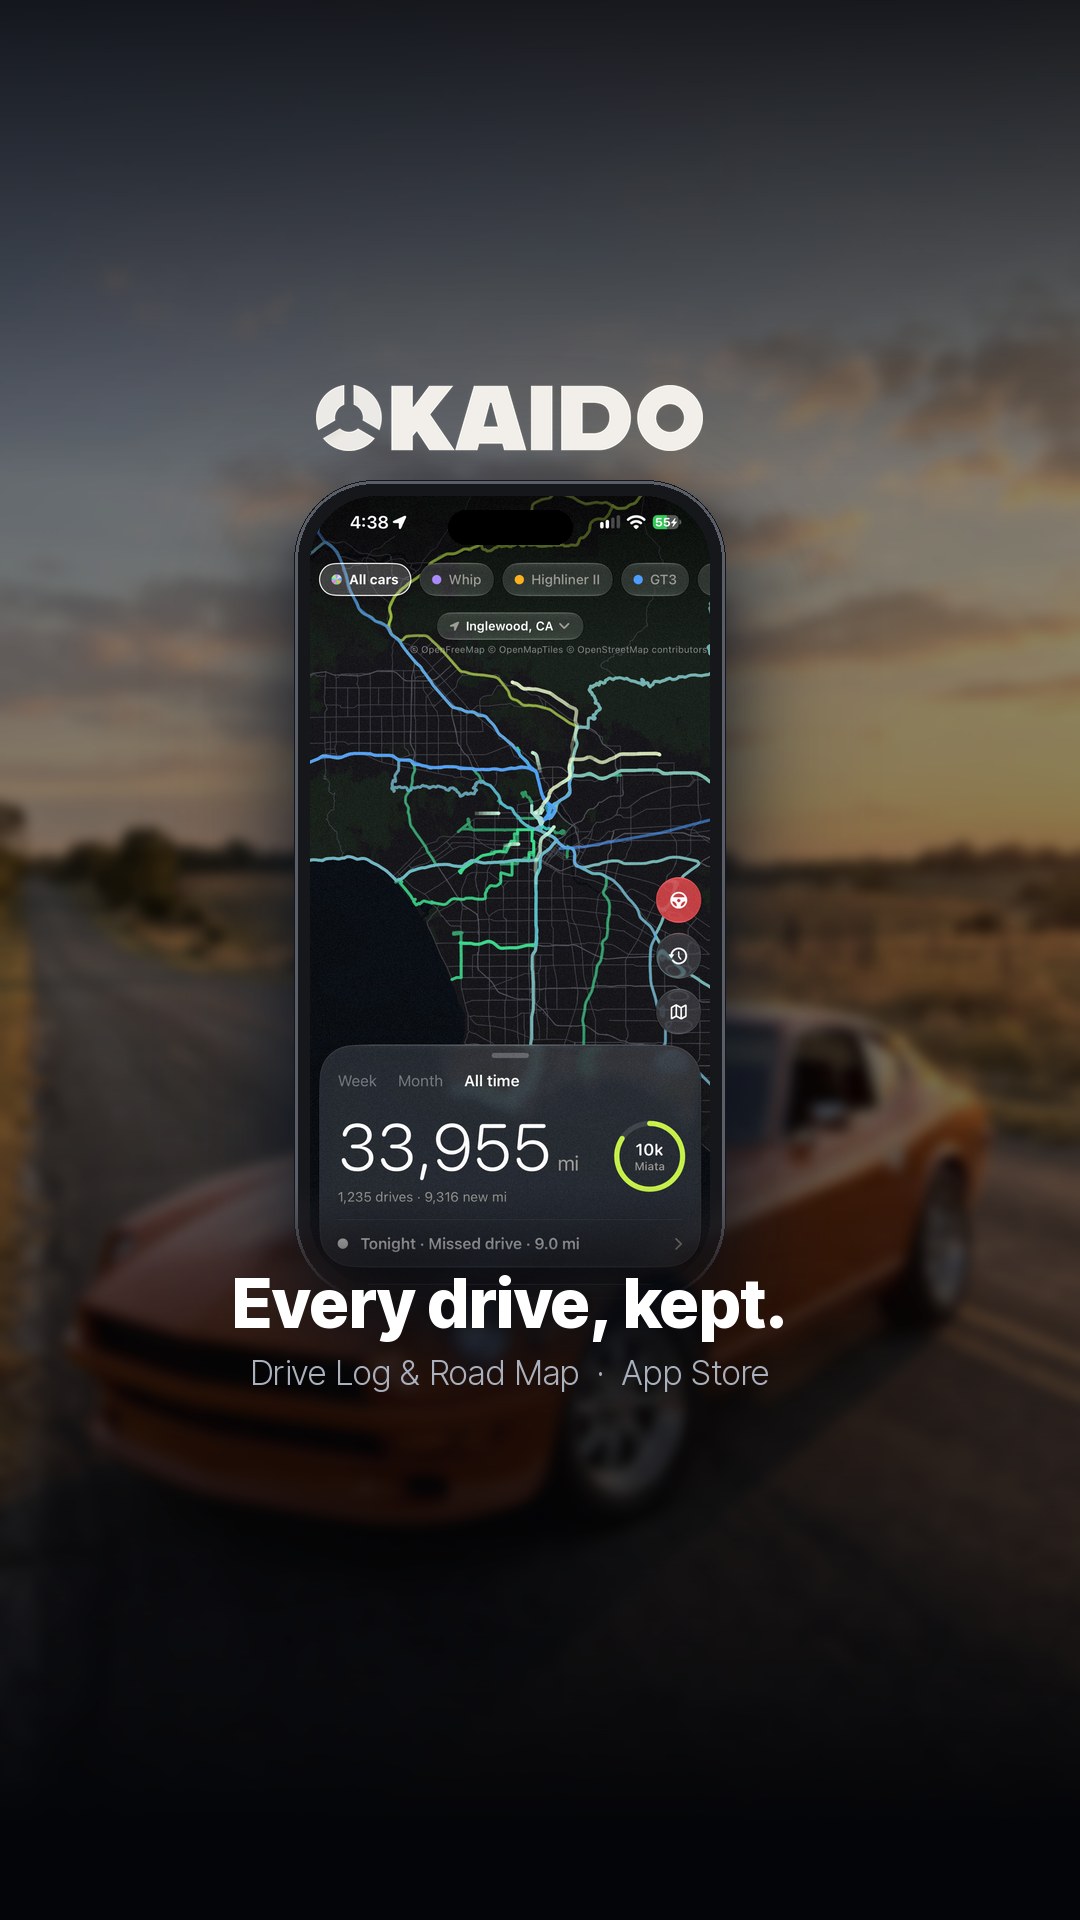 KAIDO
4:38
55
All cars
Whip
Highliner II
GT3
Inglewood, CA
© OpenFreeMap © OpenMapTiles © OpenStreetMap contributors
Week Month All time
33,955 mi
10k
Miata
1,235 drives · 9,316 new mi
Tonight · Missed drive · 9.0 mi
Every drive, kept.
Drive Log & Road Map · App Store